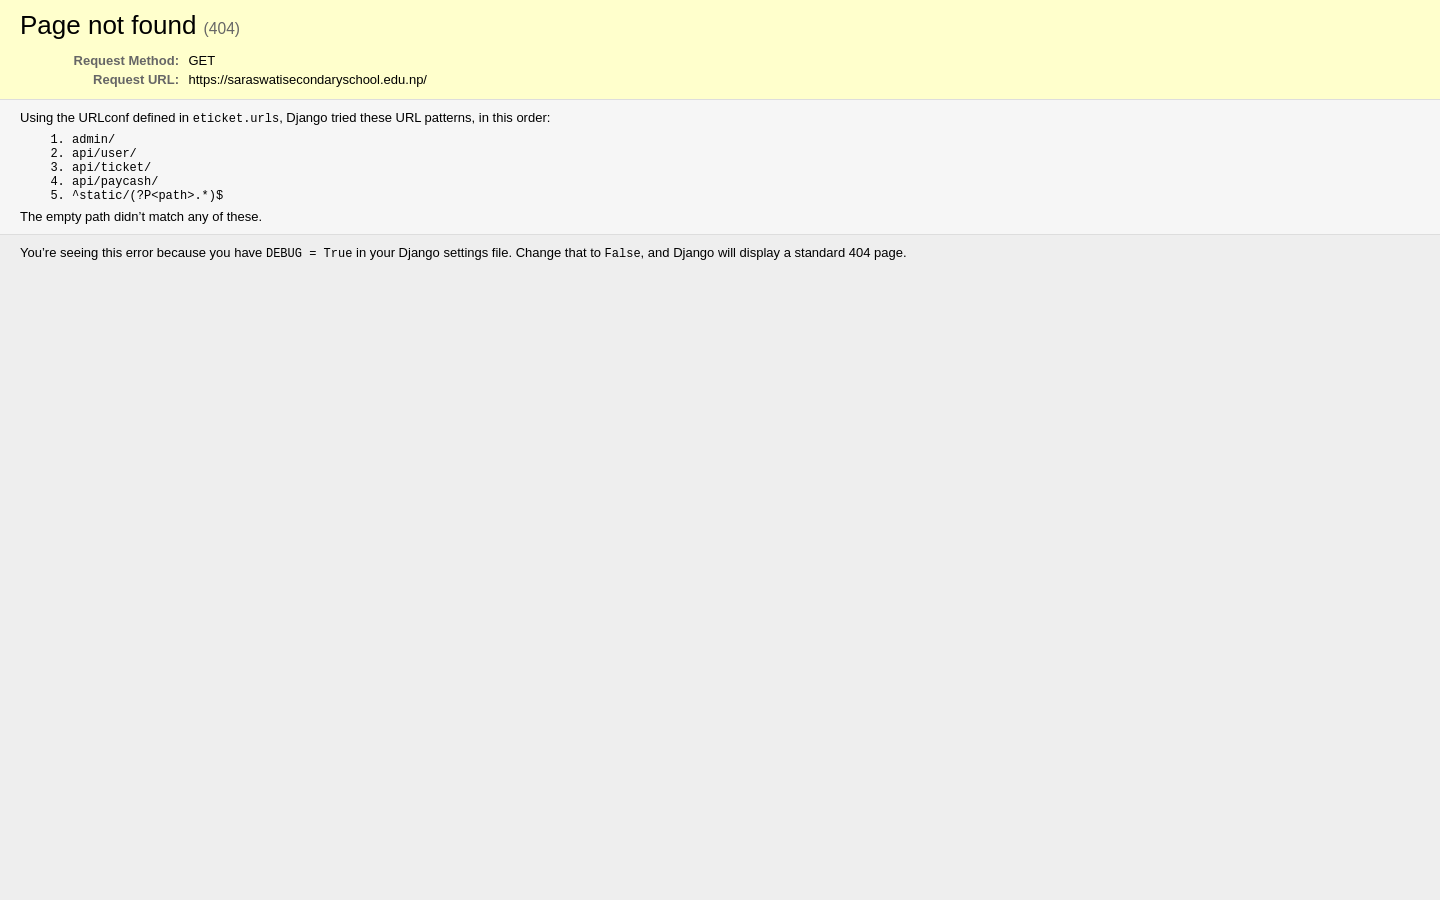 Page not found (404)
Request Method: GET
Request URL: https://saraswatisecondaryschool.edu.np/
Using the URLconf defined in eticket.urls, Django tried these URL patterns, in this order:
1. admin/
2. api/user/
3. api/ticket/
4. api/paycash/
5. ^static/(?P<path>.*)$
The empty path didn’t match any of these.
You’re seeing this error because you have DEBUG = True in your Django settings file. Change that to False, and Django will display a standard 404 page.